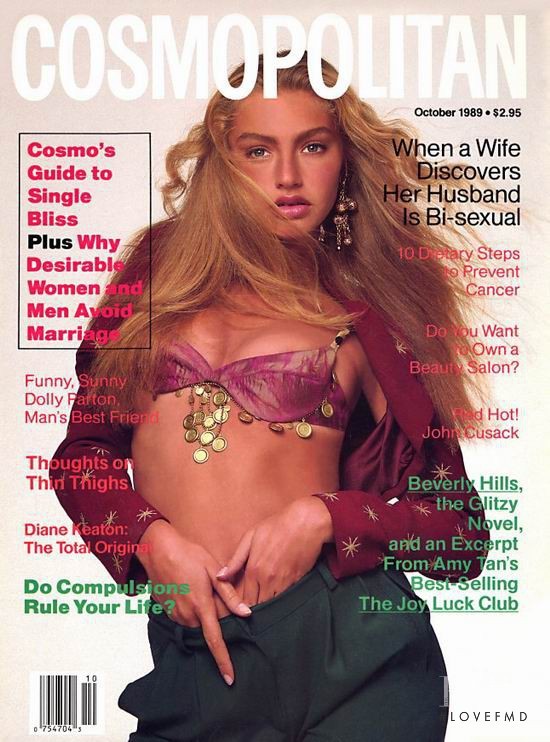 COSMOPOLITAN
October 1989 • $2.95
Cosmo's
Guide to
Single
Bliss
Plus Why
Desirable
Women and
Men Avoid
Marriage
Funny, Sunny
Dolly Parton,
Man's Best Friend
Thoughts on
Thin Thighs
Diane Keaton:
The Total Original
Do Compulsions
Rule Your Life?
When a Wife
Discovers
Her Husband
Is Bi-sexual
10 Dietary Steps
to Prevent
Cancer
Do You Want
to Own a
Beauty Salon?
Red Hot!
John Cusack
Beverly Hills,
the Glitzy
Novel,
and an Excerpt
From Amy Tan's
Best-Selling
The Joy Luck Club
10
0 754704 3
LOVEFMD